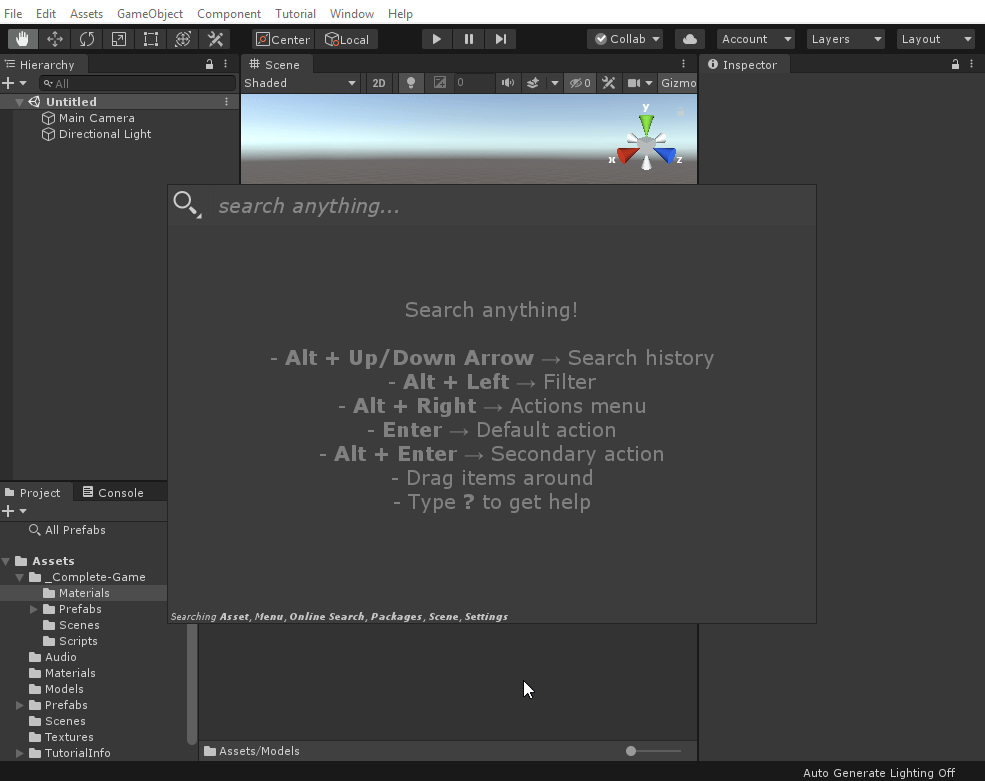 File Edit Assets GameObject Component Tutorial Window Help
Center Local Collab Account Layers Layout
Hierarchy Scene Inspector
All Shaded 2D 0 0 Gizmo
Untitled
Main Camera
Directional Light
y
x z
search anything...
Search anything!
- Alt + Up/Down Arrow → Search history
- Alt + Left → Filter
- Alt + Right → Actions menu
- Enter → Default action
- Alt + Enter → Secondary action
- Drag items around
- Type ? to get help
Searching Asset, Menu, Online Search, Packages, Scene, Settings
Project Console
All Prefabs
Assets
_Complete-Game
Materials
Prefabs
Scenes
Scripts
Audio
Materials
Models
Prefabs
Scenes
Textures
TutorialInfo
Assets/Models
Auto Generate Lighting Off